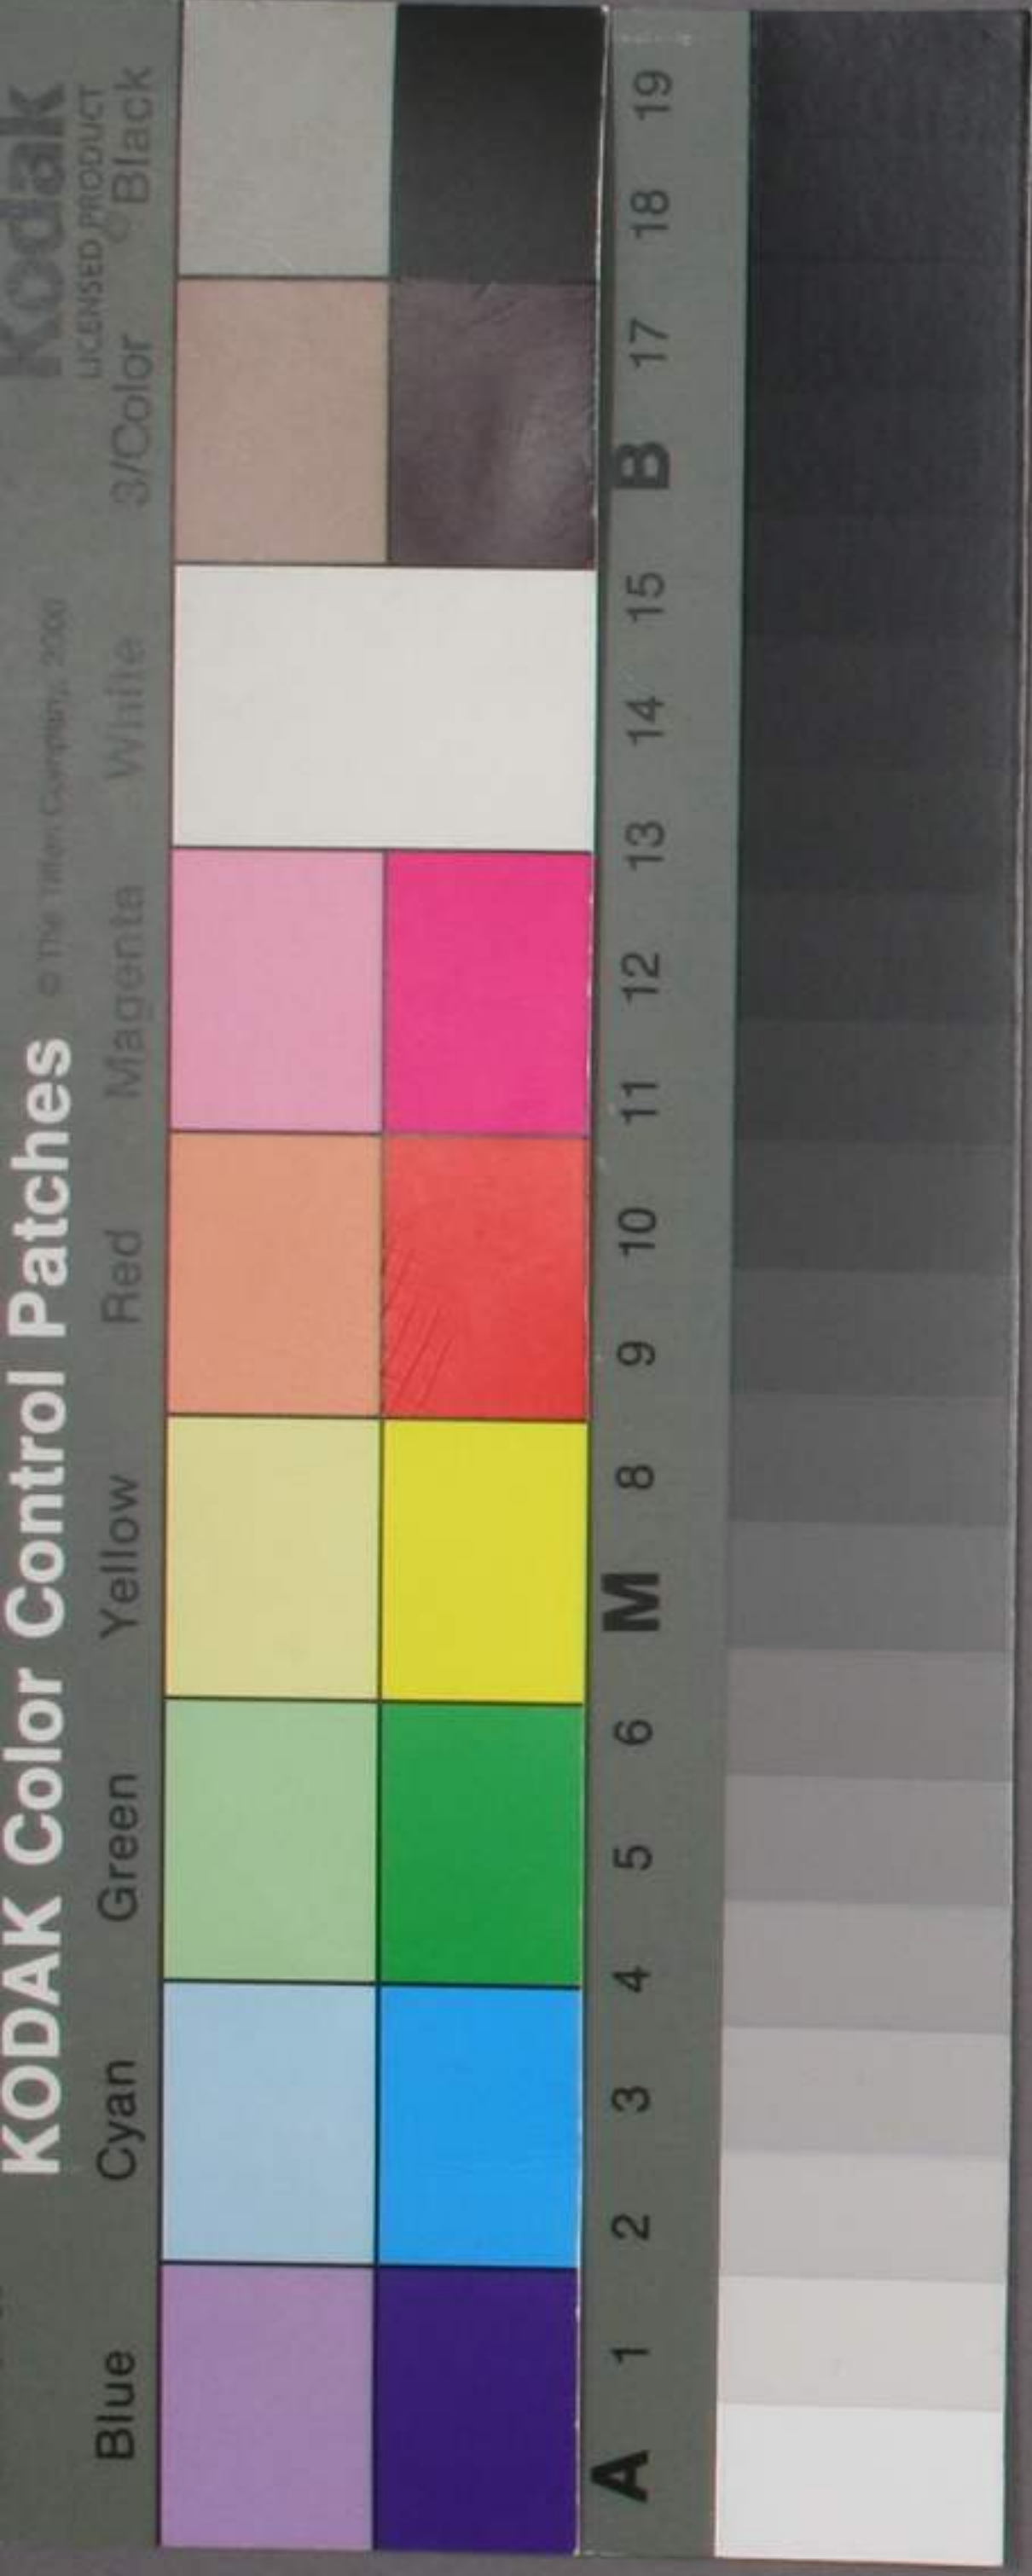 KODAK Color Control Patches
© The Tiffen Company, 2000
Kodak
LICENSED PRODUCT
Blue Cyan Green Yellow Red Magenta White 3/Color Black
A 1 2 3 4 5 6 M 8 9 10 11 12 13 14 15 B 17 18 19